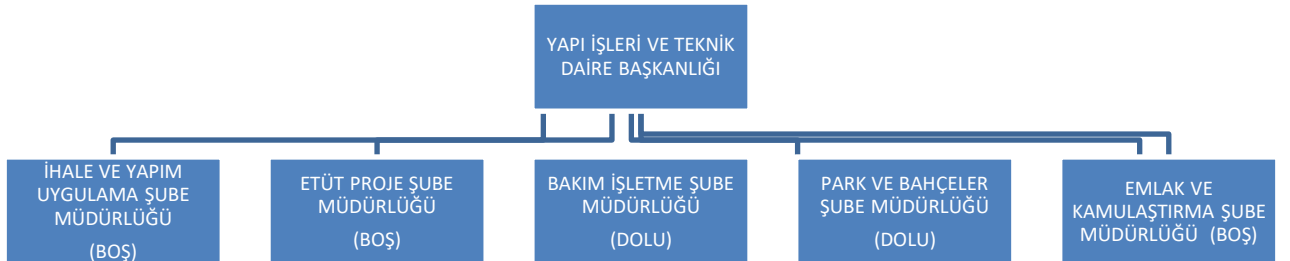 YAPI İŞLERİ VE TEKNİK
DAİRE BAŞKANLIĞI
İHALE VE YAPIM
UYGULAMA ŞUBE
MÜDÜRLÜĞÜ
(BOŞ)
ETÜT PROJE ŞUBE
MÜDÜRLÜĞÜ
(BOŞ)
BAKIM İŞLETME ŞUBE
MÜDÜRLÜĞÜ
(DOLU)
PARK VE BAHÇELER
ŞUBE MÜDÜRLÜĞÜ
(DOLU)
EMLAK VE
KAMULAŞTIRMA ŞUBE
MÜDÜRLÜĞÜ (BOŞ)